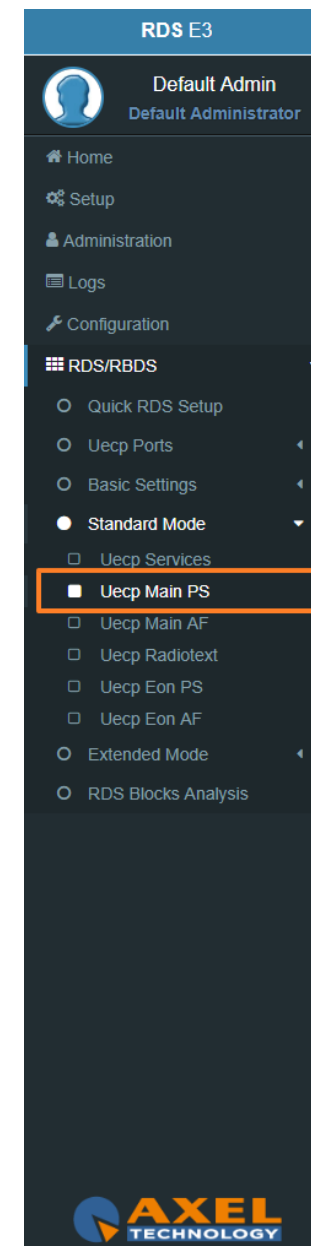 RDS E3
Default Admin
Default Administrator
Home
Setup
Administration
Logs
Configuration
RDS/RBDS
Quick RDS Setup
Uecp Ports
Basic Settings
Standard Mode
Uecp Services
Uecp Main PS
Uecp Main AF
Uecp Radiotext
Uecp Eon PS
Uecp Eon AF
Extended Mode
RDS Blocks Analysis
AXEL
TECHNOLOGY